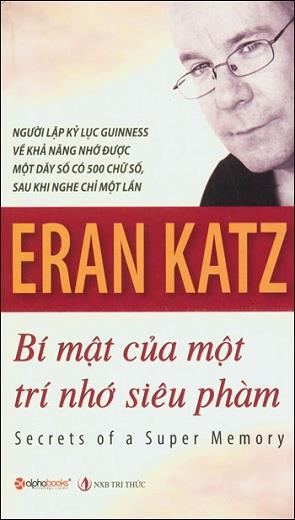 NGƯỜI LẬP KỶ LỤC GUINNESS
VỀ KHẢ NĂNG NHỚ ĐƯỢC
MỘT DÃY SỐ CÓ 500 CHỮ SỐ,
SAU KHI NGHE CHỈ MỘT LẦN
ERAN KATZ
Bí mật của một
trí nhớ siêu phàm
Secrets of a Super Memory
alphabooks
NXB TRI THỨC